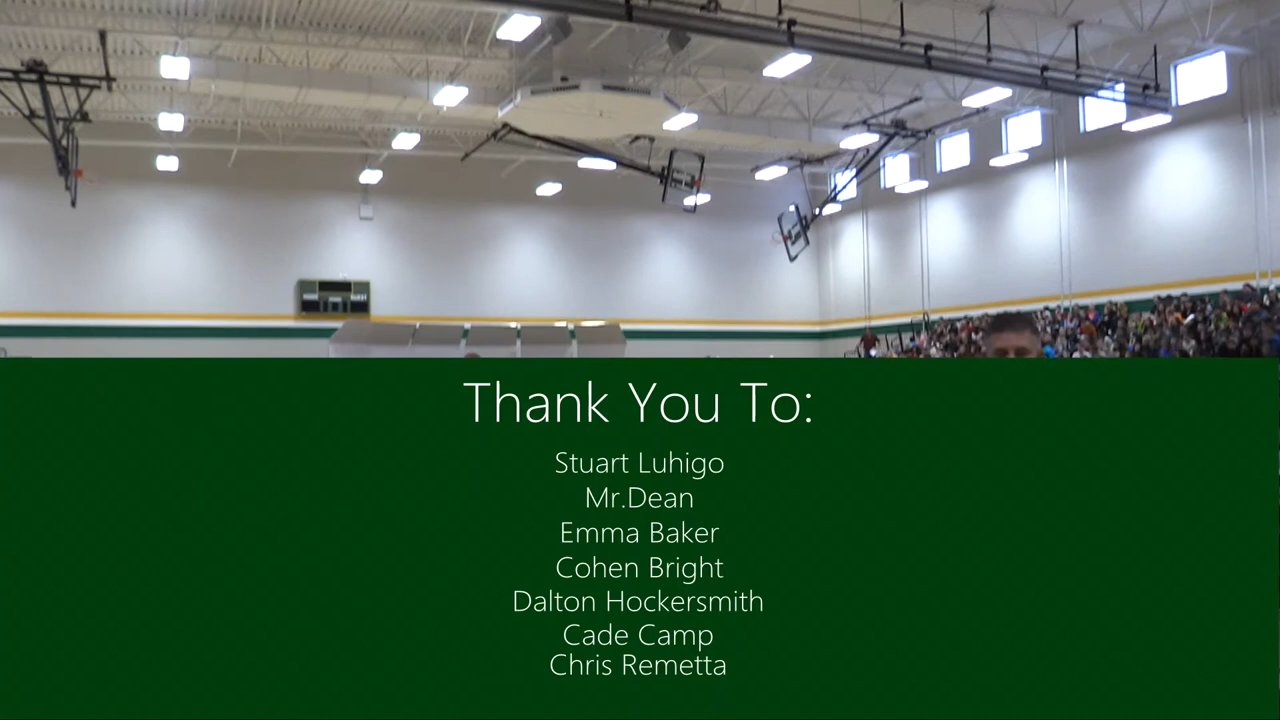 Thank You To:
Stuart Luhigo
Mr.Dean
Emma Baker
Cohen Bright
Dalton Hockersmith
Cade Camp
Chris Remetta